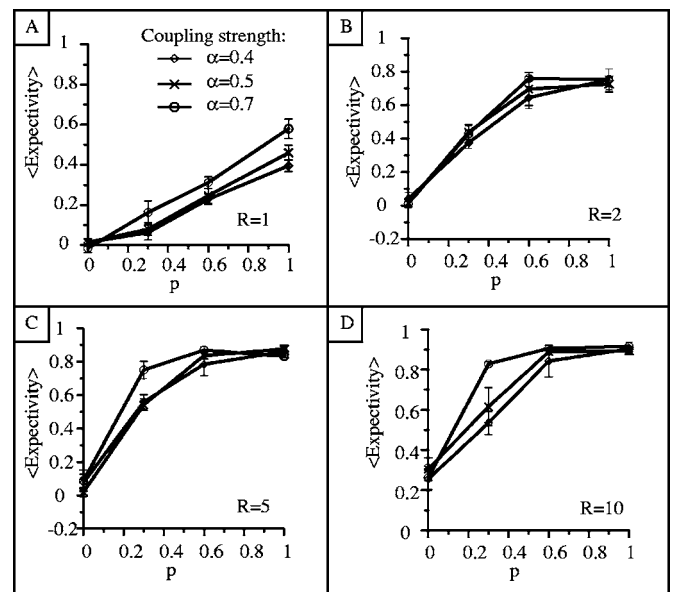 A
Coupling strength:
α=0.4
α=0.5
α=0.7
1
0.8
0.6
0.4
0.2
0
<Expectivity>
R=1
0 0.2 0.4 0.6 0.8 1
p
B
1
0.8
0.6
0.4
0.2
0
-0.2
<Expectivity>
R=2
0 0.2 0.4 0.6 0.8 1
p
C
1
0.8
0.6
0.4
0.2
0
-0.2
<Expectivity>
R=5
0 0.2 0.4 0.6 0.8 1
p
D
1
0.8
0.6
0.4
0.2
0
<Expectivity>
R=10
0 0.2 0.4 0.6 0.8 1
p